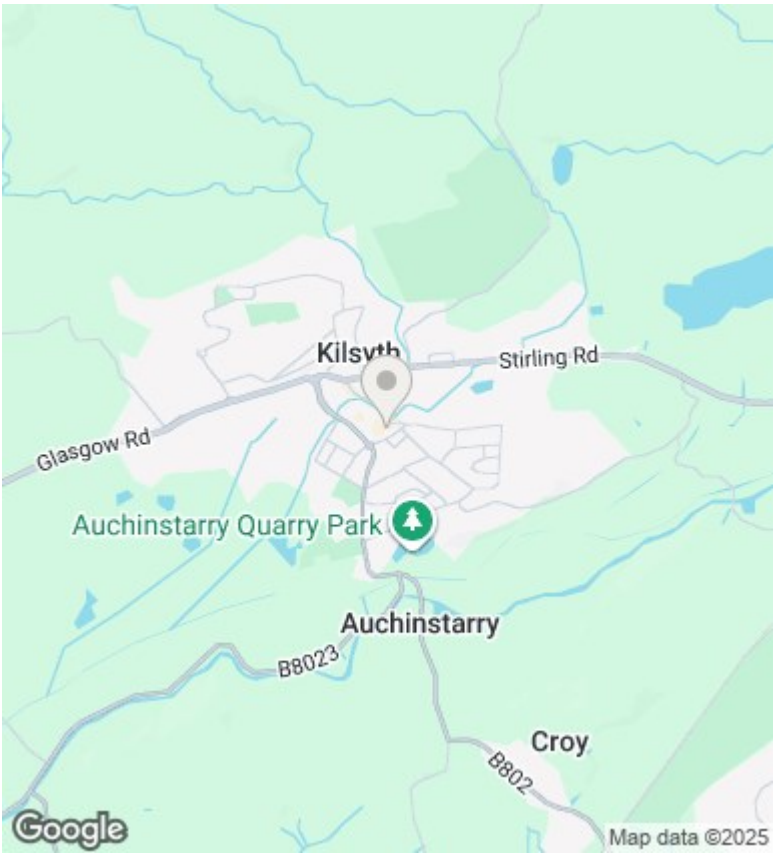 Kilsyth
Stirling Rd
Glasgow Rd
Auchinstarry Quarry Park
Auchinstarry
B8023
Croy
B802
Google
Map data ©2025